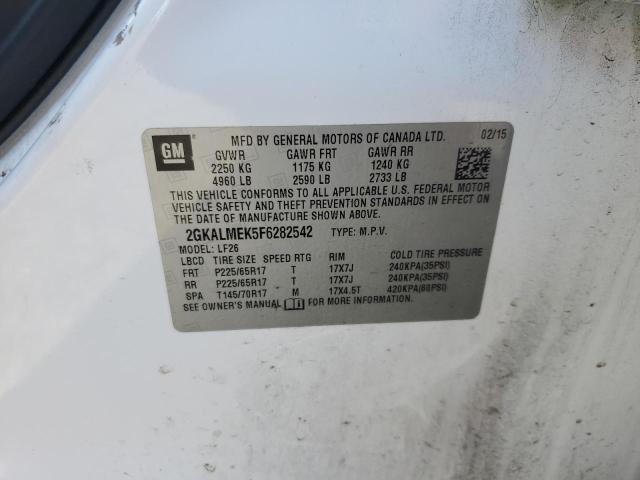 GM
MFD BY GENERAL MOTORS OF CANADA LTD. 02/15
GVWR GAWR FRT GAWR RR
2250 KG 1175 KG 1240 KG
4960 LB 2590 LB 2733 LB
THIS VEHICLE CONFORMS TO ALL APPLICABLE U.S. FEDERAL MOTOR
VEHICLE SAFETY AND THEFT PREVENTION STANDARDS IN EFFECT ON
THE DATE OF MANUFACTURE SHOWN ABOVE.
2GKALMEK5F6282542 TYPE: M.P.V.
MODEL: LF26
LBCD TIRE SIZE SPEED RTG RIM COLD TIRE PRESSURE
FRT P225/65R17 T 17X7J 240KPA(35PSI)
RR P225/65R17 T 17X7J 240KPA(35PSI)
SPA T145/70R17 M 17X4.5T 420KPA(60PSI)
SEE OWNER'S MANUAL FOR MORE INFORMATION.